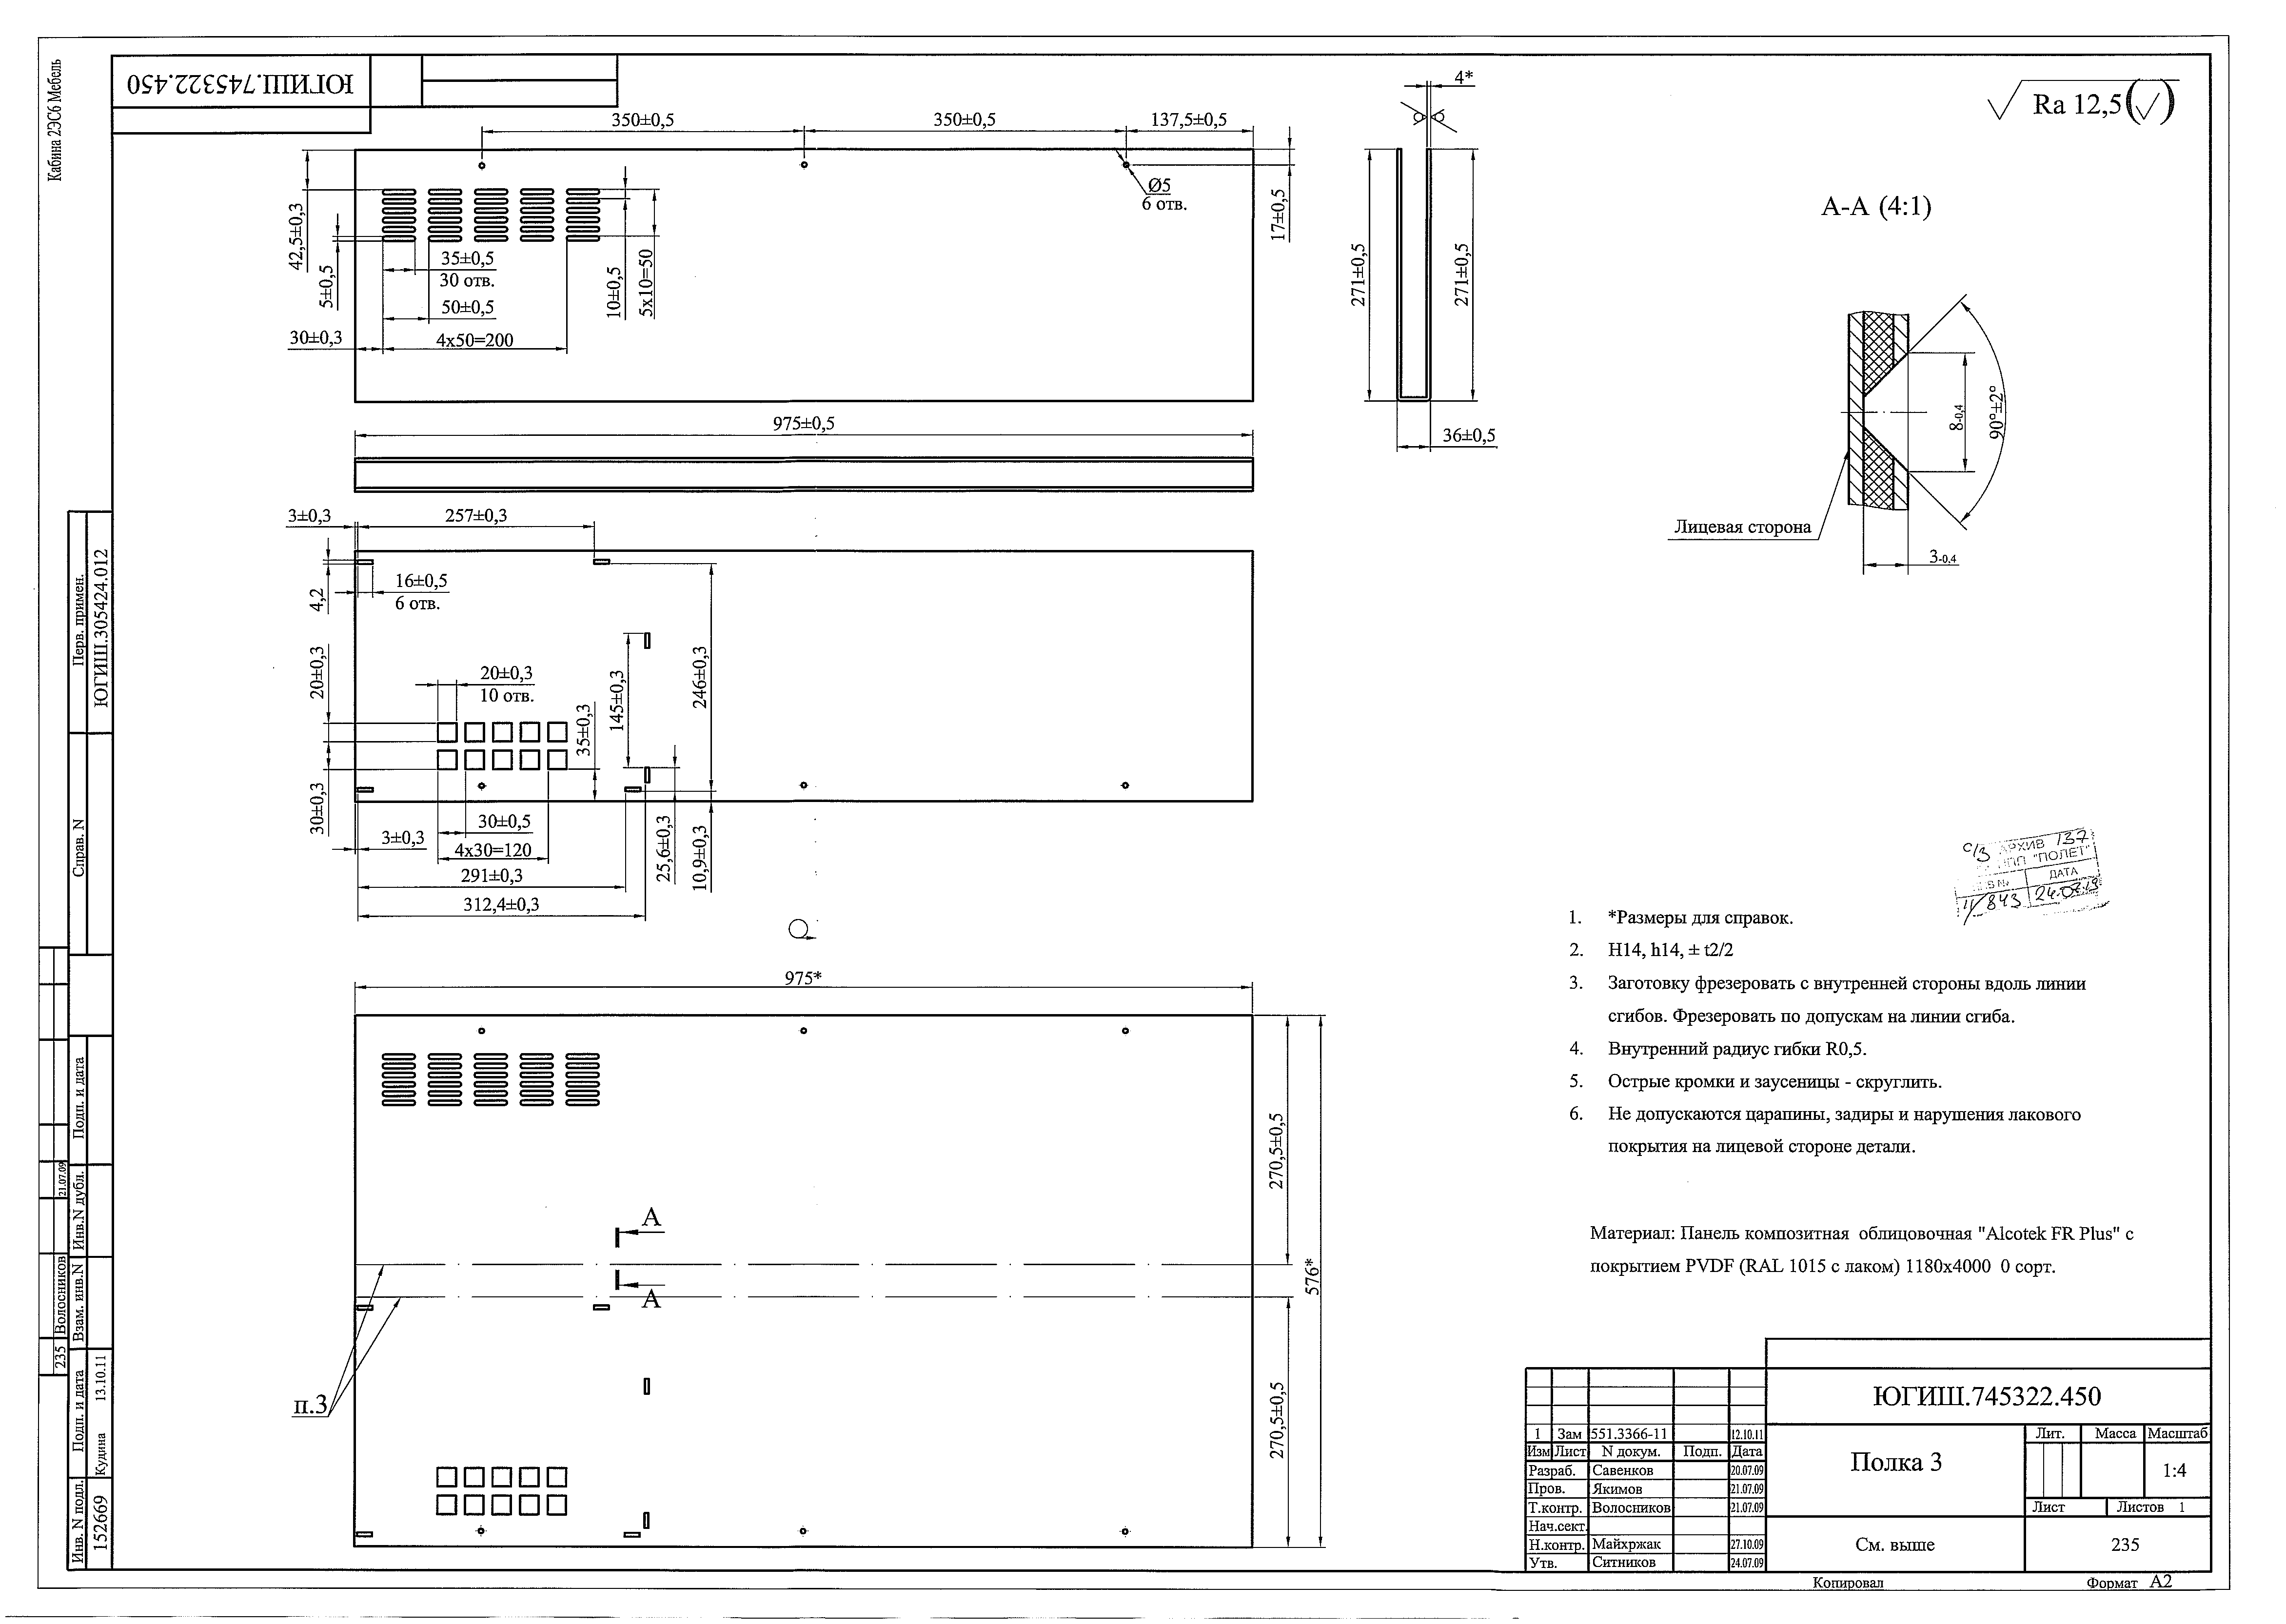 Кабина 2ЭС6 Мебель
ЮГИШ.745322.450
350±0,5
350±0,5
137,5±0,5
Ø5
6 отв.
17±0,5
42,5±0,3
5±0,5
35±0,5
30 отв.
50±0,5
30±0,3
4х50=200
10±0,5
5х10=50
4*
271±0,5
271±0,5
36±0,5
Ra 12,5
А-А (4:1)
8-0,4
90°±2°
Лицевая сторона
3-0,4
975±0,5
3±0,3
257±0,3
4,2
16±0,5
6 отв.
20±0,3
20±0,3
10 отв.
30±0,3
35±0,3
145±0,3
246±0,3
3±0,3
30±0,5
4х30=120
291±0,3
312,4±0,3
25,6±0,3
10,9±0,3
975*
270,5±0,5
576*
270,5±0,5
А
А
п.3
с/з АРХИВ 137
НПП "ПОЛЕТ"
ДАТА
11843
24.07.19
1. *Размеры для справок.
2. H14, h14, ± t2/2
3. Заготовку фрезеровать с внутренней стороны вдоль линии
сгибов. Фрезеровать по допускам на линии сгиба.
4. Внутренний радиус гибки R0,5.
5. Острые кромки и заусеницы - скруглить.
6. Не допускаются царапины, задиры и нарушения лакового
покрытия на лицевой стороне детали.
Материал: Панель композитная облицовочная "Alcotek FR Plus" с
покрытием PVDF (RAL 1015 с лаком) 1180х4000 0 сорт.
Перв. примен.
ЮГИШ.305424.012
Справ. N
Подп. и дата
Инв.N дубл.
Взам. инв.N
Подп. и дата
Инв. N подл.
Кудина 13.10.11
152669
235 Волосников 21.07.09
1 Зам 551.3366-11 12.10.11
Изм Лист N докум. Подп. Дата
Разраб. Савенков 20.07.09
Пров. Якимов 21.07.09
Т.контр. Волосников 21.07.09
Нач.сект.
Н.контр. Майхржак 27.10.09
Утв. Ситников 24.07.09
ЮГИШ.745322.450
Полка 3
Лит. Масса Масштаб
1:4
Лист Листов 1
См. выше
235
Копировал
Формат А2